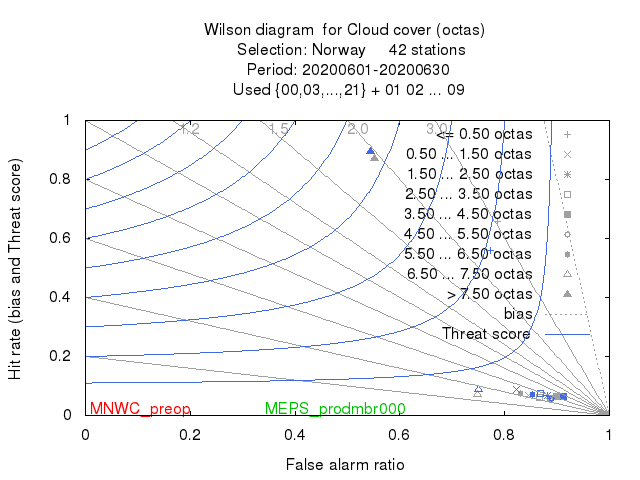 Wilson diagram  for Cloud cover (octas)
Selection: Norway     42 stations
Period: 20200601-20200630
Used {00,03,...,21} + 01 02 ... 09
Hit rate (bias and Threat score)
1
0.8
0.6
0.4
0.2
0
1.2
1.5
2.0
3.0
<= 0.50 octas
0.50 ... 1.50 octas
1.50 ... 2.50 octas
2.50 ... 3.50 octas
3.50 ... 4.50 octas
4.50 ... 5.50 octas
5.50 ... 6.50 octas
6.50 ... 7.50 octas
> 7.50 octas
bias
Threat score
MNWC_preop
MEPS_prodmbr000
0
0.2
0.4
0.6
0.8
1
False alarm ratio